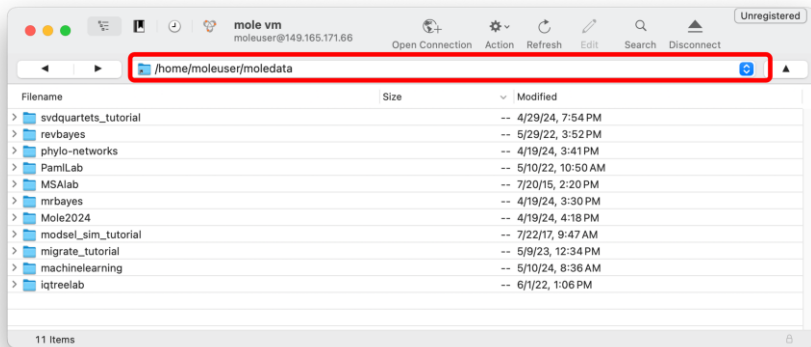 mole vm
moleuser@149.165.171.66
Open Connection Action Refresh Edit Search Disconnect
Unregistered
/home/moleuser/moledata
Filename Size Modified
svdquartets_tutorial -- 4/29/24, 7:54 PM
revbayes -- 5/29/22, 3:52 PM
phylo-networks -- 4/19/24, 3:41 PM
PamlLab -- 5/10/22, 10:50 AM
MSAlab -- 7/20/15, 2:20 PM
mrbayes -- 4/19/24, 3:30 PM
Mole2024 -- 4/19/24, 4:18 PM
modsel_sim_tutorial -- 7/22/17, 9:47 AM
migrate_tutorial -- 5/9/23, 12:34 PM
machinelearning -- 5/10/24, 8:36 AM
iqtreelab -- 6/1/22, 1:06 PM
11 Items